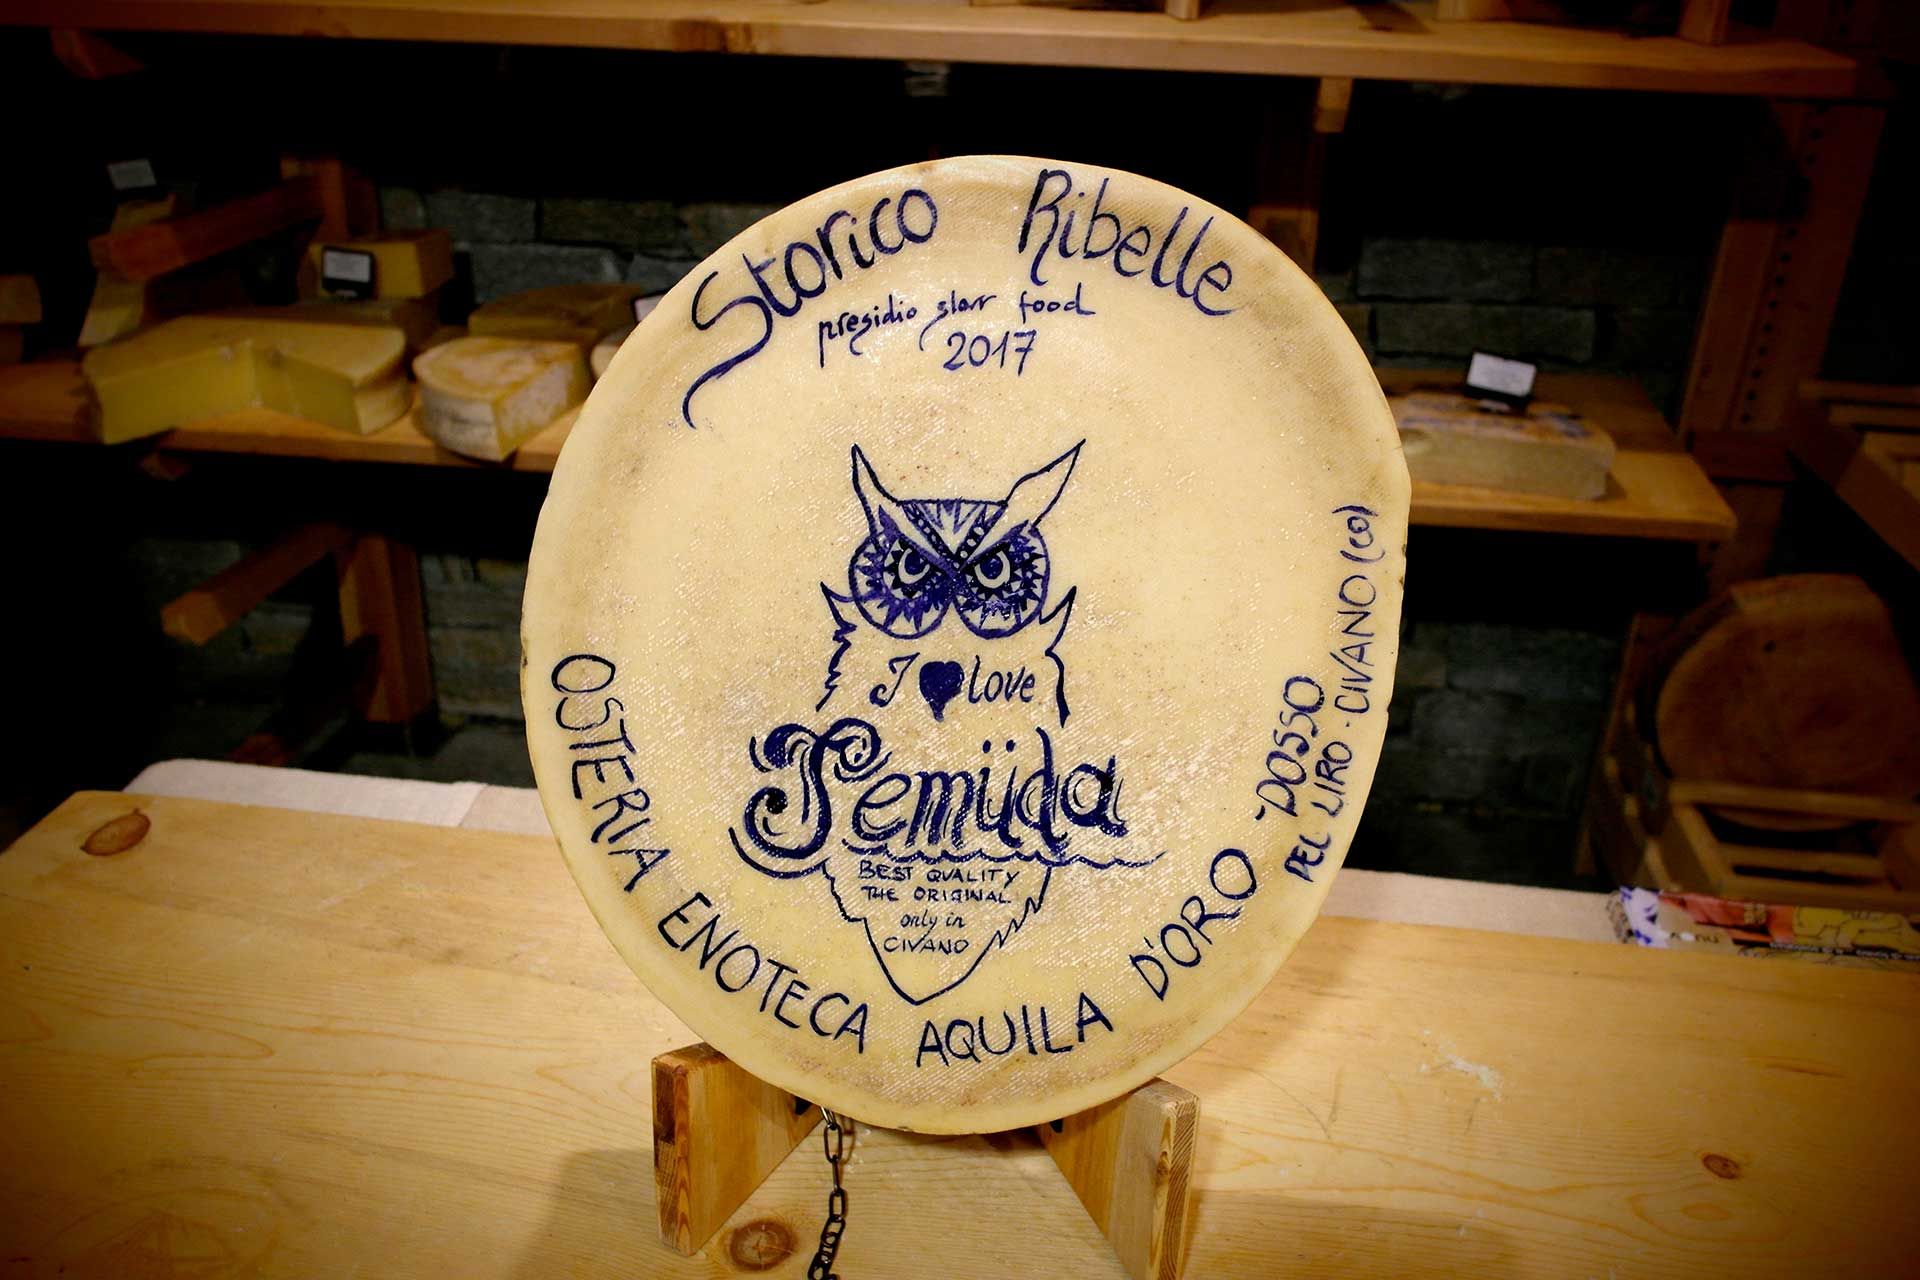 Storico Ribelle
presidio slow food
2017
I ♥ love
Semüda
BEST QUALITY
THE ORIGINAL
only in
CIVANO
OSTERIA ENOTECA AQUILA D'ORO - DOSSO
DEL LIRO - CIVANO (CO)